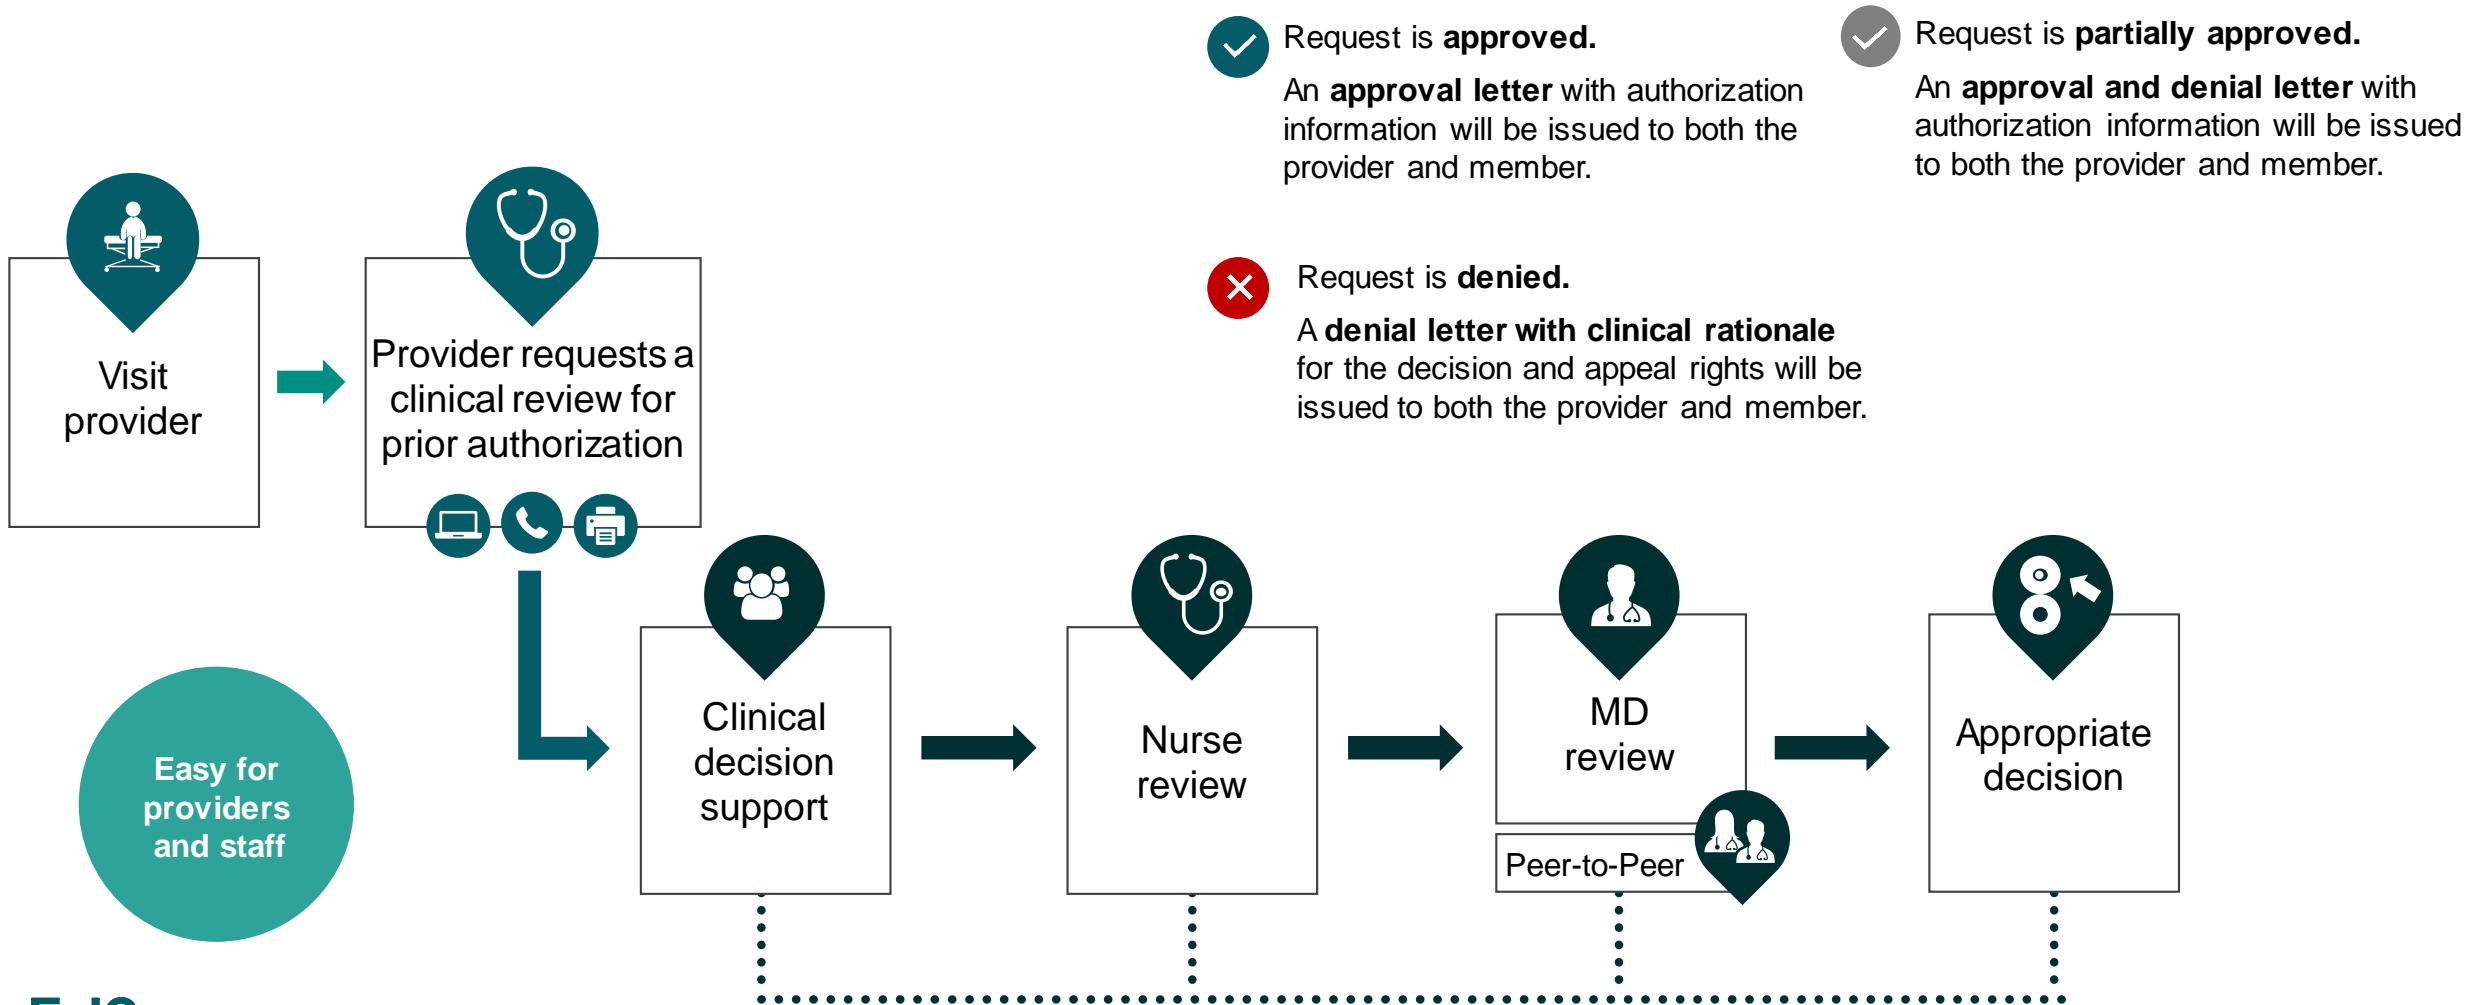 Request is approved.
An approval letter with authorization
information will be issued to both the
provider and member.
Request is partially approved.
An approval and denial letter with
authorization information will be issued
to both the provider and member.
Request is denied.
A denial letter with clinical rationale
for the decision and appeal rights will be
issued to both the provider and member.
Visit
provider
Provider requests a
clinical review for
prior authorization
Easy for
providers
and staff
Clinical
decision
support
Nurse
review
MD
review
Peer-to-Peer
Appropriate
decision